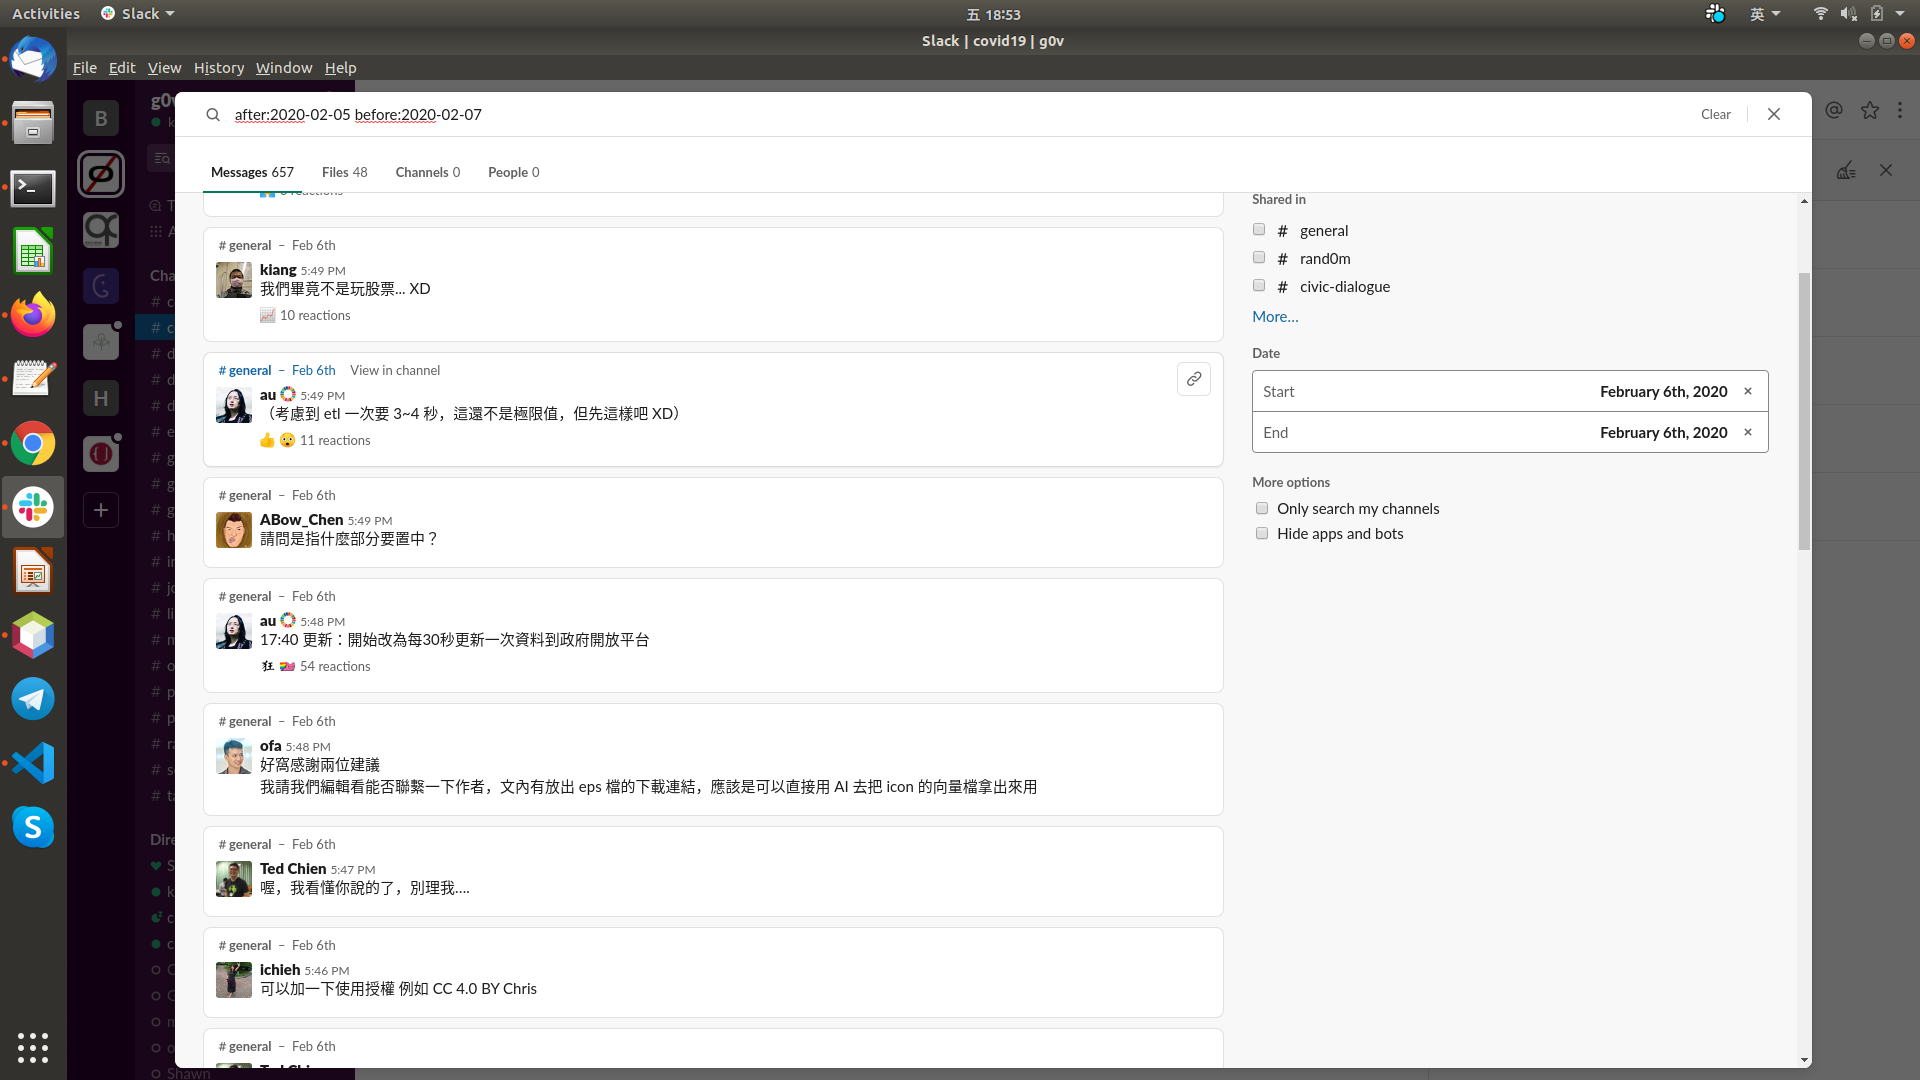 Activities
Slack
五 18:53
英
Slack | covid19 | g0v
File Edit View History Window Help
after:2020-02-05 before:2020-02-07
Clear
Messages 657 Files 48 Channels 0 People 0
reactions
# general – Feb 6th
kiang 5:49 PM
我們畢竟不是玩股票... XD
10 reactions
# general – Feb 6th View in channel
au 5:49 PM
（考慮到 etl 一次要 3~4 秒，這還不是極限值，但先這樣吧 XD）
11 reactions
# general – Feb 6th
ABow_Chen 5:49 PM
請問是指什麼部分要置中？
# general – Feb 6th
au 5:48 PM
17:40 更新：開始改為每30秒更新一次資料到政府開放平台
狂 54 reactions
# general – Feb 6th
ofa 5:48 PM
好窩感謝兩位建議
我請我們編輯看能否聯繫一下作者，文內有放出 eps 檔的下載連結，應該是可以直接用 AI 去把 icon 的向量檔拿出來用
# general – Feb 6th
Ted Chien 5:47 PM
喔，我看懂你說的了，別理我....
# general – Feb 6th
ichieh 5:46 PM
可以加一下使用授權 例如 CC 4.0 BY Chris
# general – Feb 6th
Shared in
# general
# rand0m
# civic-dialogue
More...
Date
Start February 6th, 2020
End February 6th, 2020
More options
Only search my channels
Hide apps and bots
B
H
Shawn